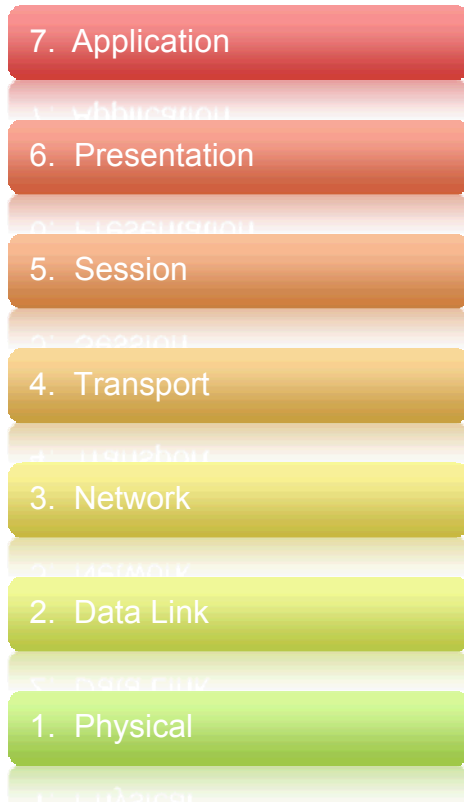 7. Application
6. Presentation
5. Session
4. Transport
3. Network
2. Data Link
1. Physical